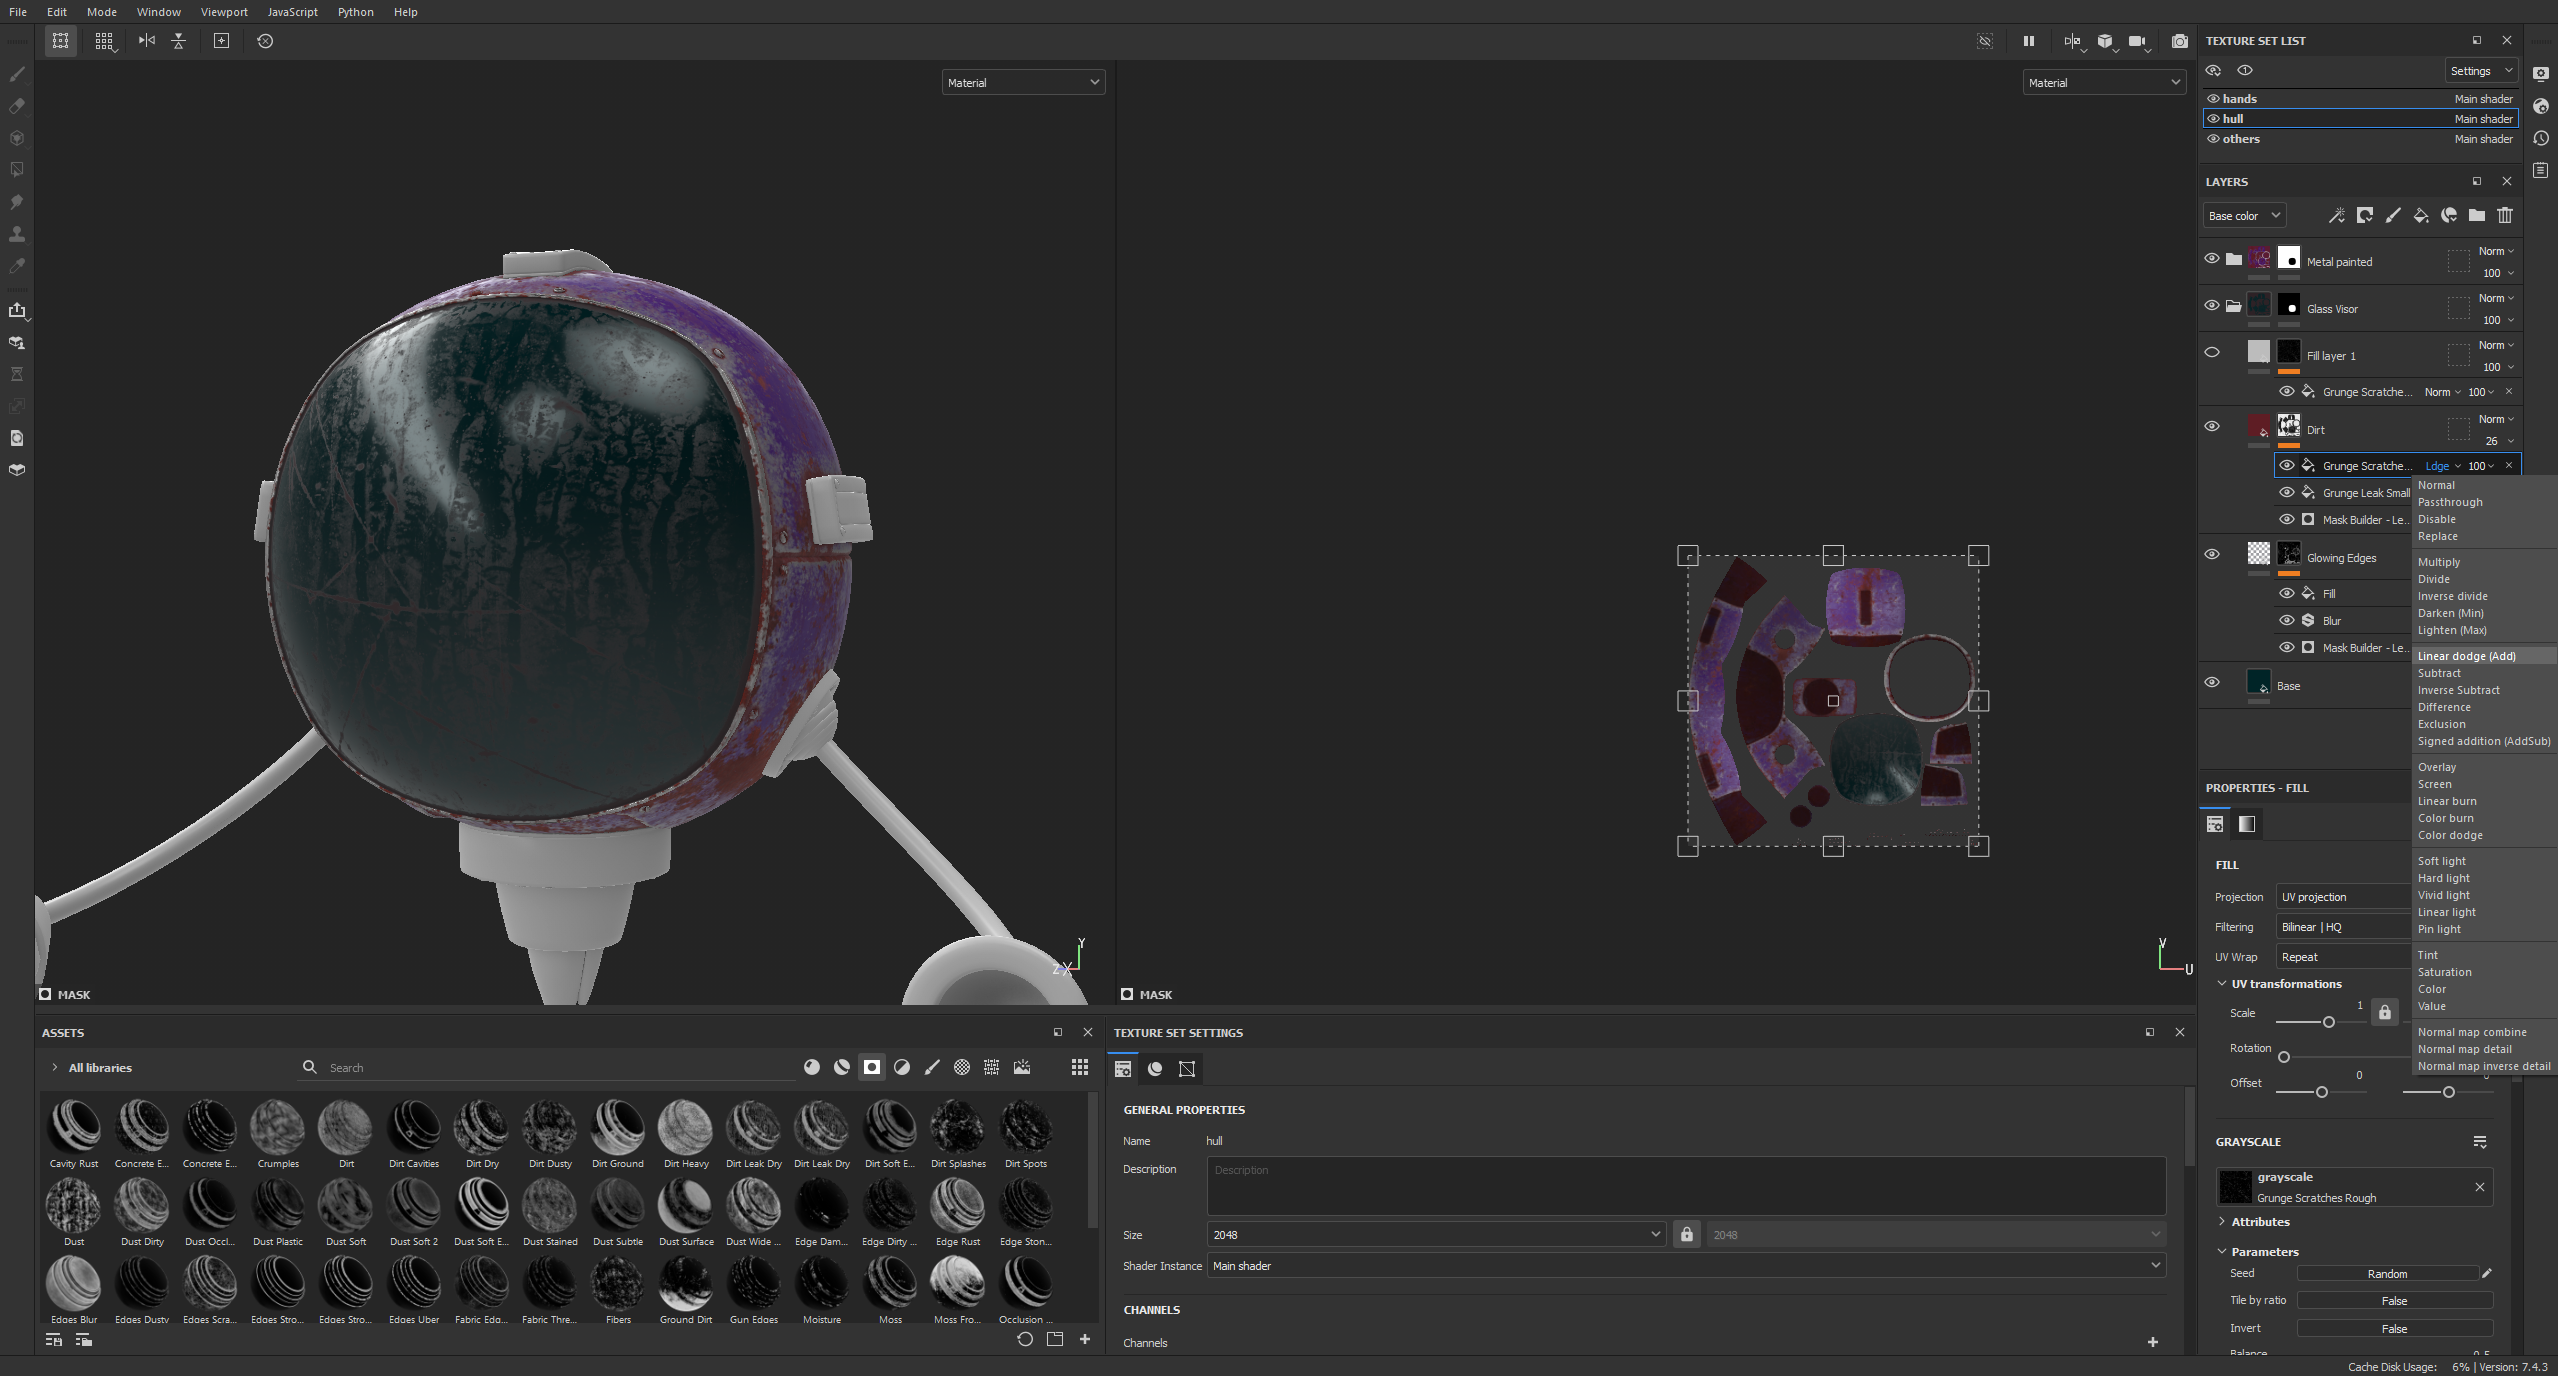 File Edit Mode Window Viewport JavaScript Python Help
Material
Material
TEXTURE SET LIST
Settings
hands Main shader
hull Main shader
others Main shader
LAYERS
Base color
Metal painted Norm 100
Glass Visor Norm 100
Fill layer 1 Norm 100
Grunge Scratche... Norm 100
Dirt Norm 26
Grunge Scratche... Ldge 100
Grunge Leak Small
Mask Builder - Le...
Glowing Edges
Fill
Blur
Mask Builder - Le...
Base
Normal
Passthrough
Disable
Replace
Multiply
Divide
Inverse divide
Darken (Min)
Lighten (Max)
Linear dodge (Add)
Subtract
Inverse Subtract
Difference
Exclusion
Signed addition (AddSub)
Overlay
Screen
Linear burn
Color burn
Color dodge
Soft light
Hard light
Vivid light
Linear light
Pin light
Tint
Saturation
Color
Value
Normal map combine
Normal map detail
Normal map inverse detail
PROPERTIES - FILL
FILL
Projection UV projection
Filtering Bilinear | HQ
UV Wrap Repeat
UV transformations
Scale 1
Rotation
Offset 0
GRAYSCALE
grayscale
Grunge Scratches Rough
Attributes
Parameters
Seed Random
Tile by ratio False
Invert False
Balance 0.5
Y
Z X
V
U
MASK
MASK
ASSETS
All libraries
Search
Cavity Rust Concrete E... Concrete E... Crumples Dirt Dirt Cavities Dirt Dry Dirt Dusty Dirt Ground Dirt Heavy Dirt Leak Dry Dirt Leak Dry Dirt Soft E... Dirt Splashes Dirt Spots
Dust Dust Dirty Dust Occl... Dust Plastic Dust Soft Dust Soft 2 Dust Soft E... Dust Stained Dust Subtle Dust Surface Dust Wide ... Edge Dam... Edge Dirty ... Edge Rust Edge Ston...
Edges Blur Edges Dusty Edges Scra... Edges Stro... Edges Stro... Edges Uber Fabric Edg... Fabric Thre... Fibers Ground Dirt Gun Edges Moisture Moss Moss Fro... Occlusion ...
TEXTURE SET SETTINGS
GENERAL PROPERTIES
Name hull
Description Description
Size 2048 2048
Shader Instance Main shader
CHANNELS
Channels
Cache Disk Usage: 6% | Version: 7.4.3